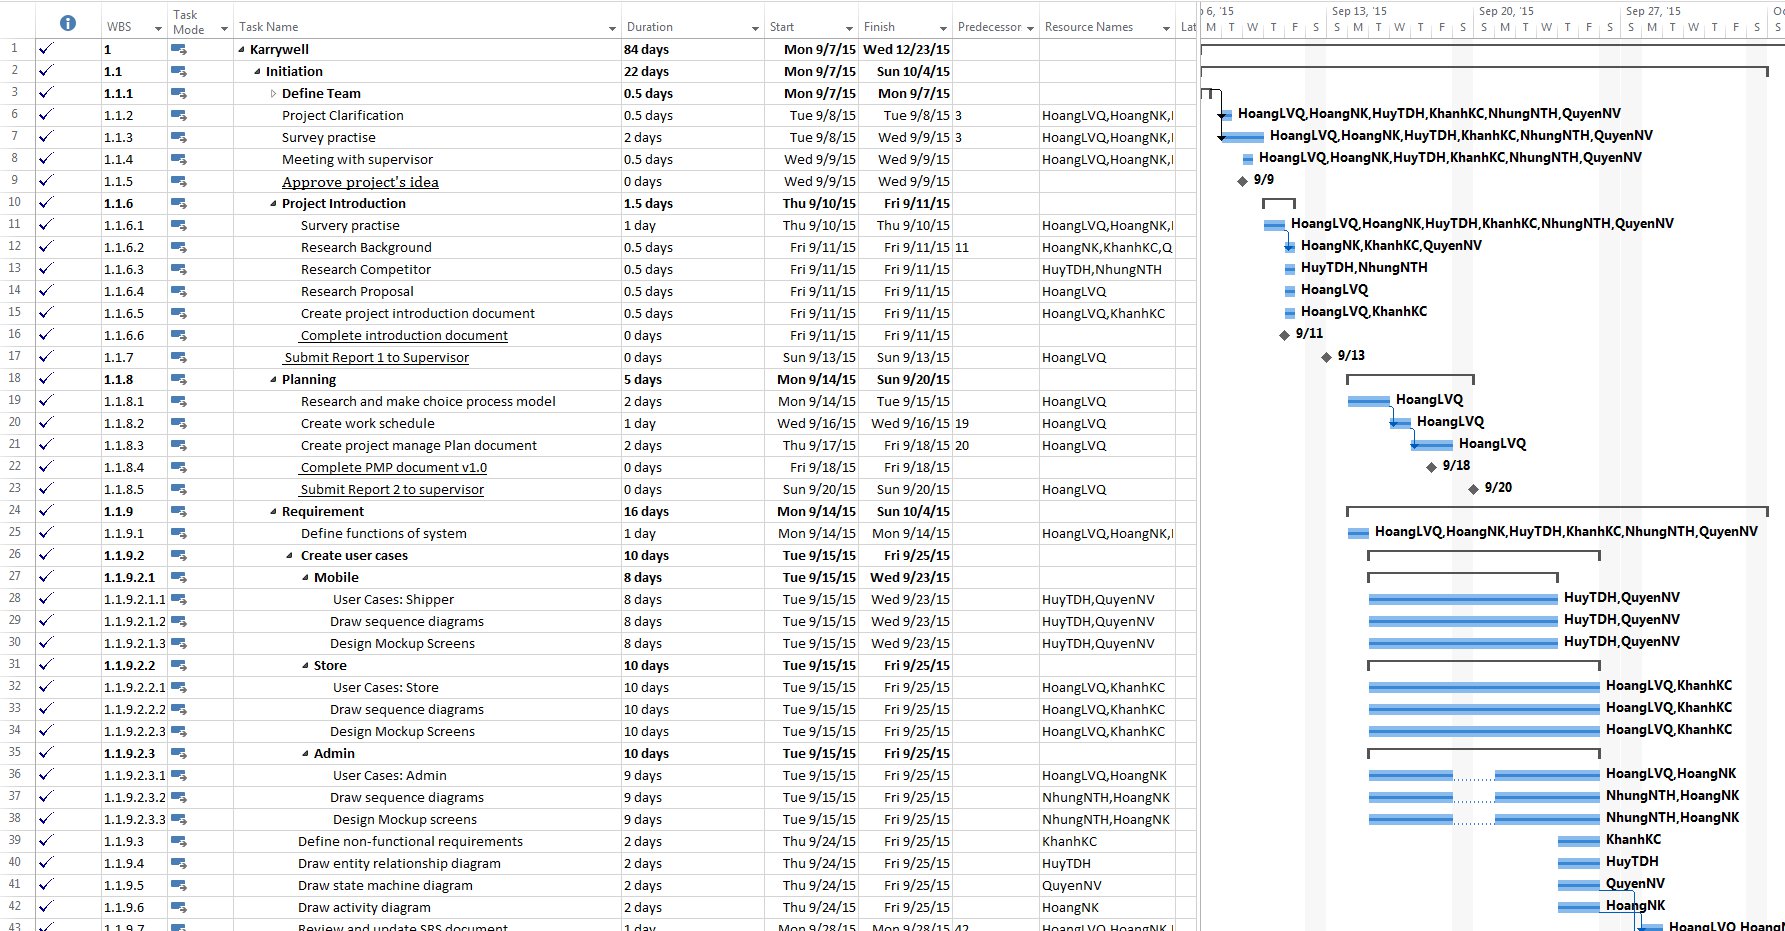 WBS Task Mode Task Name Duration Start Finish Predecessor Resource Names Lat 6, '15 Sep 13, '15 Sep 20, '15 Sep 27, '15
M T W T F S S M T W T F S S M T W T F S S M T W T F S S
1 1 Karrywell 84 days Mon 9/7/15 Wed 12/23/15
2 1.1 Initiation 22 days Mon 9/7/15 Sun 10/4/15
3 1.1.1 Define Team 0.5 days Mon 9/7/15 Mon 9/7/15
6 1.1.2 Project Clarification 0.5 days Tue 9/8/15 Tue 9/8/15 3 HoangLVQ,HoangNK, HoangLVQ,HoangNK,HuyTDH,KhanhKC,NhungNTH,QuyenNV
7 1.1.3 Survey practise 2 days Tue 9/8/15 Wed 9/9/15 3 HoangLVQ,HoangNK, HoangLVQ,HoangNK,HuyTDH,KhanhKC,NhungNTH,QuyenNV
8 1.1.4 Meeting with supervisor 0.5 days Wed 9/9/15 Wed 9/9/15 HoangLVQ,HoangNK, HoangLVQ,HoangNK,HuyTDH,KhanhKC,NhungNTH,QuyenNV
9 1.1.5 Approve project's idea 0 days Wed 9/9/15 Wed 9/9/15 9/9
10 1.1.6 Project Introduction 1.5 days Thu 9/10/15 Fri 9/11/15
11 1.1.6.1 Survery practise 1 day Thu 9/10/15 Thu 9/10/15 HoangLVQ,HoangNK, HoangLVQ,HoangNK,HuyTDH,KhanhKC,NhungNTH,QuyenNV
12 1.1.6.2 Research Background 0.5 days Fri 9/11/15 Fri 9/11/15 11 HoangNK,KhanhKC,Q HoangNK,KhanhKC,QuyenNV
13 1.1.6.3 Research Competitor 0.5 days Fri 9/11/15 Fri 9/11/15 HuyTDH,NhungNTH HuyTDH,NhungNTH
14 1.1.6.4 Research Proposal 0.5 days Fri 9/11/15 Fri 9/11/15 HoangLVQ HoangLVQ
15 1.1.6.5 Create project introduction document 0.5 days Fri 9/11/15 Fri 9/11/15 HoangLVQ,KhanhKC HoangLVQ,KhanhKC
16 1.1.6.6 Complete introduction document 0 days Fri 9/11/15 Fri 9/11/15 9/11
17 1.1.7 Submit Report 1 to Supervisor 0 days Sun 9/13/15 Sun 9/13/15 HoangLVQ 9/13
18 1.1.8 Planning 5 days Mon 9/14/15 Sun 9/20/15
19 1.1.8.1 Research and make choice process model 2 days Mon 9/14/15 Tue 9/15/15 HoangLVQ HoangLVQ
20 1.1.8.2 Create work schedule 1 day Wed 9/16/15 Wed 9/16/15 19 HoangLVQ HoangLVQ
21 1.1.8.3 Create project manage Plan document 2 days Thu 9/17/15 Fri 9/18/15 20 HoangLVQ HoangLVQ
22 1.1.8.4 Complete PMP document v1.0 0 days Fri 9/18/15 Fri 9/18/15 9/18
23 1.1.8.5 Submit Report 2 to supervisor 0 days Sun 9/20/15 Sun 9/20/15 HoangLVQ 9/20
24 1.1.9 Requirement 16 days Mon 9/14/15 Sun 10/4/15
25 1.1.9.1 Define functions of system 1 day Mon 9/14/15 Mon 9/14/15 HoangLVQ,HoangNK, HoangLVQ,HoangNK,HuyTDH,KhanhKC,NhungNTH,QuyenNV
26 1.1.9.2 Create user cases 10 days Tue 9/15/15 Fri 9/25/15
27 1.1.9.2.1 Mobile 8 days Tue 9/15/15 Wed 9/23/15
28 1.1.9.2.1.1 User Cases: Shipper 8 days Tue 9/15/15 Wed 9/23/15 HuyTDH,QuyenNV HuyTDH,QuyenNV
29 1.1.9.2.1.2 Draw sequence diagrams 8 days Tue 9/15/15 Wed 9/23/15 HuyTDH,QuyenNV HuyTDH,QuyenNV
30 1.1.9.2.1.3 Design Mockup Screens 8 days Tue 9/15/15 Wed 9/23/15 HuyTDH,QuyenNV HuyTDH,QuyenNV
31 1.1.9.2.2 Store 10 days Tue 9/15/15 Fri 9/25/15
32 1.1.9.2.2.1 User Cases: Store 10 days Tue 9/15/15 Fri 9/25/15 HoangLVQ,KhanhKC HoangLVQ,KhanhKC
33 1.1.9.2.2.2 Draw sequence diagrams 10 days Tue 9/15/15 Fri 9/25/15 HoangLVQ,KhanhKC HoangLVQ,KhanhKC
34 1.1.9.2.2.3 Design Mockup Screens 10 days Tue 9/15/15 Fri 9/25/15 HoangLVQ,KhanhKC HoangLVQ,KhanhKC
35 1.1.9.2.3 Admin 10 days Tue 9/15/15 Fri 9/25/15
36 1.1.9.2.3.1 User Cases: Admin 9 days Tue 9/15/15 Fri 9/25/15 HoangLVQ,HoangNK HoangLVQ,HoangNK
37 1.1.9.2.3.2 Draw sequence diagrams 9 days Tue 9/15/15 Fri 9/25/15 NhungNTH,HoangNK NhungNTH,HoangNK
38 1.1.9.2.3.3 Design Mockup screens 9 days Tue 9/15/15 Fri 9/25/15 NhungNTH,HoangNK NhungNTH,HoangNK
39 1.1.9.3 Define non-functional requirements 2 days Thu 9/24/15 Fri 9/25/15 KhanhKC KhanhKC
40 1.1.9.4 Draw entity relationship diagram 2 days Thu 9/24/15 Fri 9/25/15 HuyTDH HuyTDH
41 1.1.9.5 Draw state machine diagram 2 days Thu 9/24/15 Fri 9/25/15 QuyenNV QuyenNV
42 1.1.9.6 Draw activity diagram 2 days Thu 9/24/15 Fri 9/25/15 HoangNK HoangNK
43 1.1.9.7 Review and update SRS document 1 day Mon 9/28/15 Mon 9/28/15 42 HoangLVQ,HoangNK, HoangLVQ,HoangN